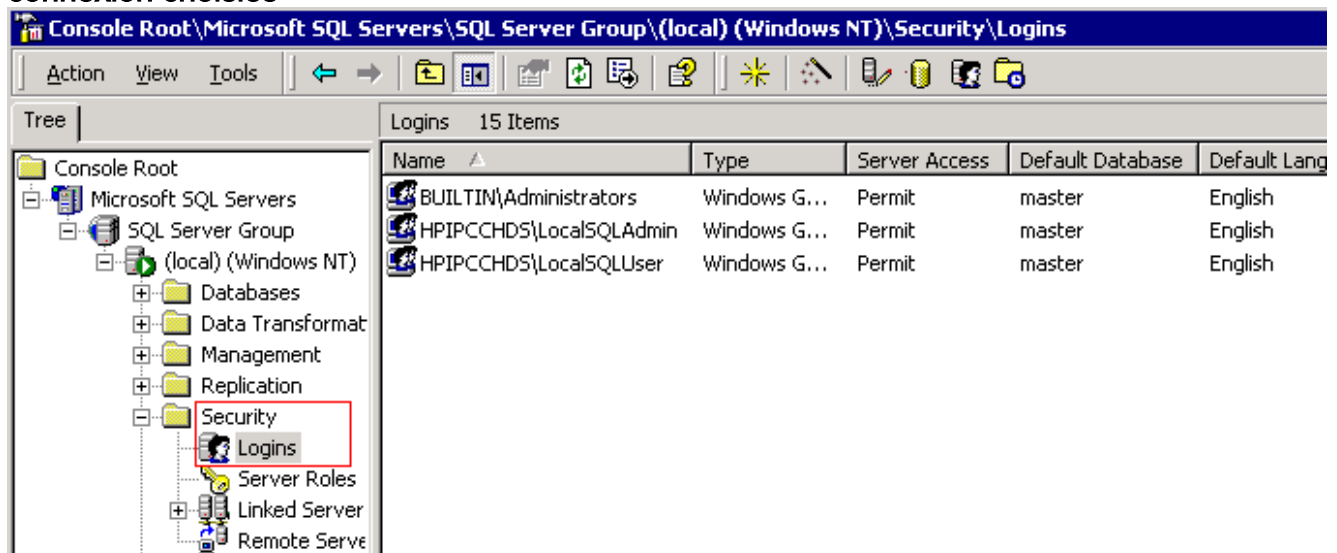 connexion choisies
Console Root\Microsoft SQL Servers\SQL Server Group\(local) (Windows NT)\Security\Logins
Action View Tools
Tree
Logins 15 Items
Console Root
Microsoft SQL Servers
SQL Server Group
(local) (Windows NT)
Databases
Data Transformat
Management
Replication
Security
Logins
Server Roles
Linked Server
Remote Serve
Name Type Server Access Default Database Default Lang
BUILTIN\Administrators Windows G... Permit master English
HPIPCCHDS\LocalSQLAdmin Windows G... Permit master English
HPIPCCHDS\LocalSQLUser Windows G... Permit master English